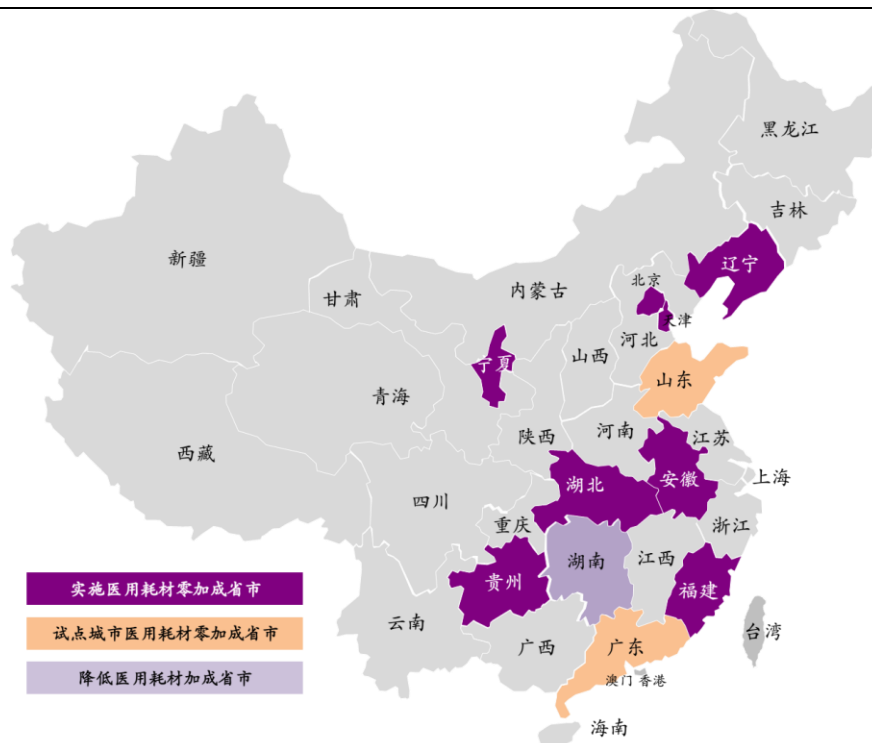 黑龙江
吉林
辽宁
新疆
北京
内蒙古
甘肃
天津
河北
山西
宁夏
山东
青海
河南
江苏
陕西
西藏
上海
安徽
湖北
四川
浙江
重庆
湖南
江西
实施医用耗材零加成省市
贵州
福建
云南
试点城市医用耗材零加成省市
台湾
广西
广东
降低医用耗材加成省市
澳门 香港
海南